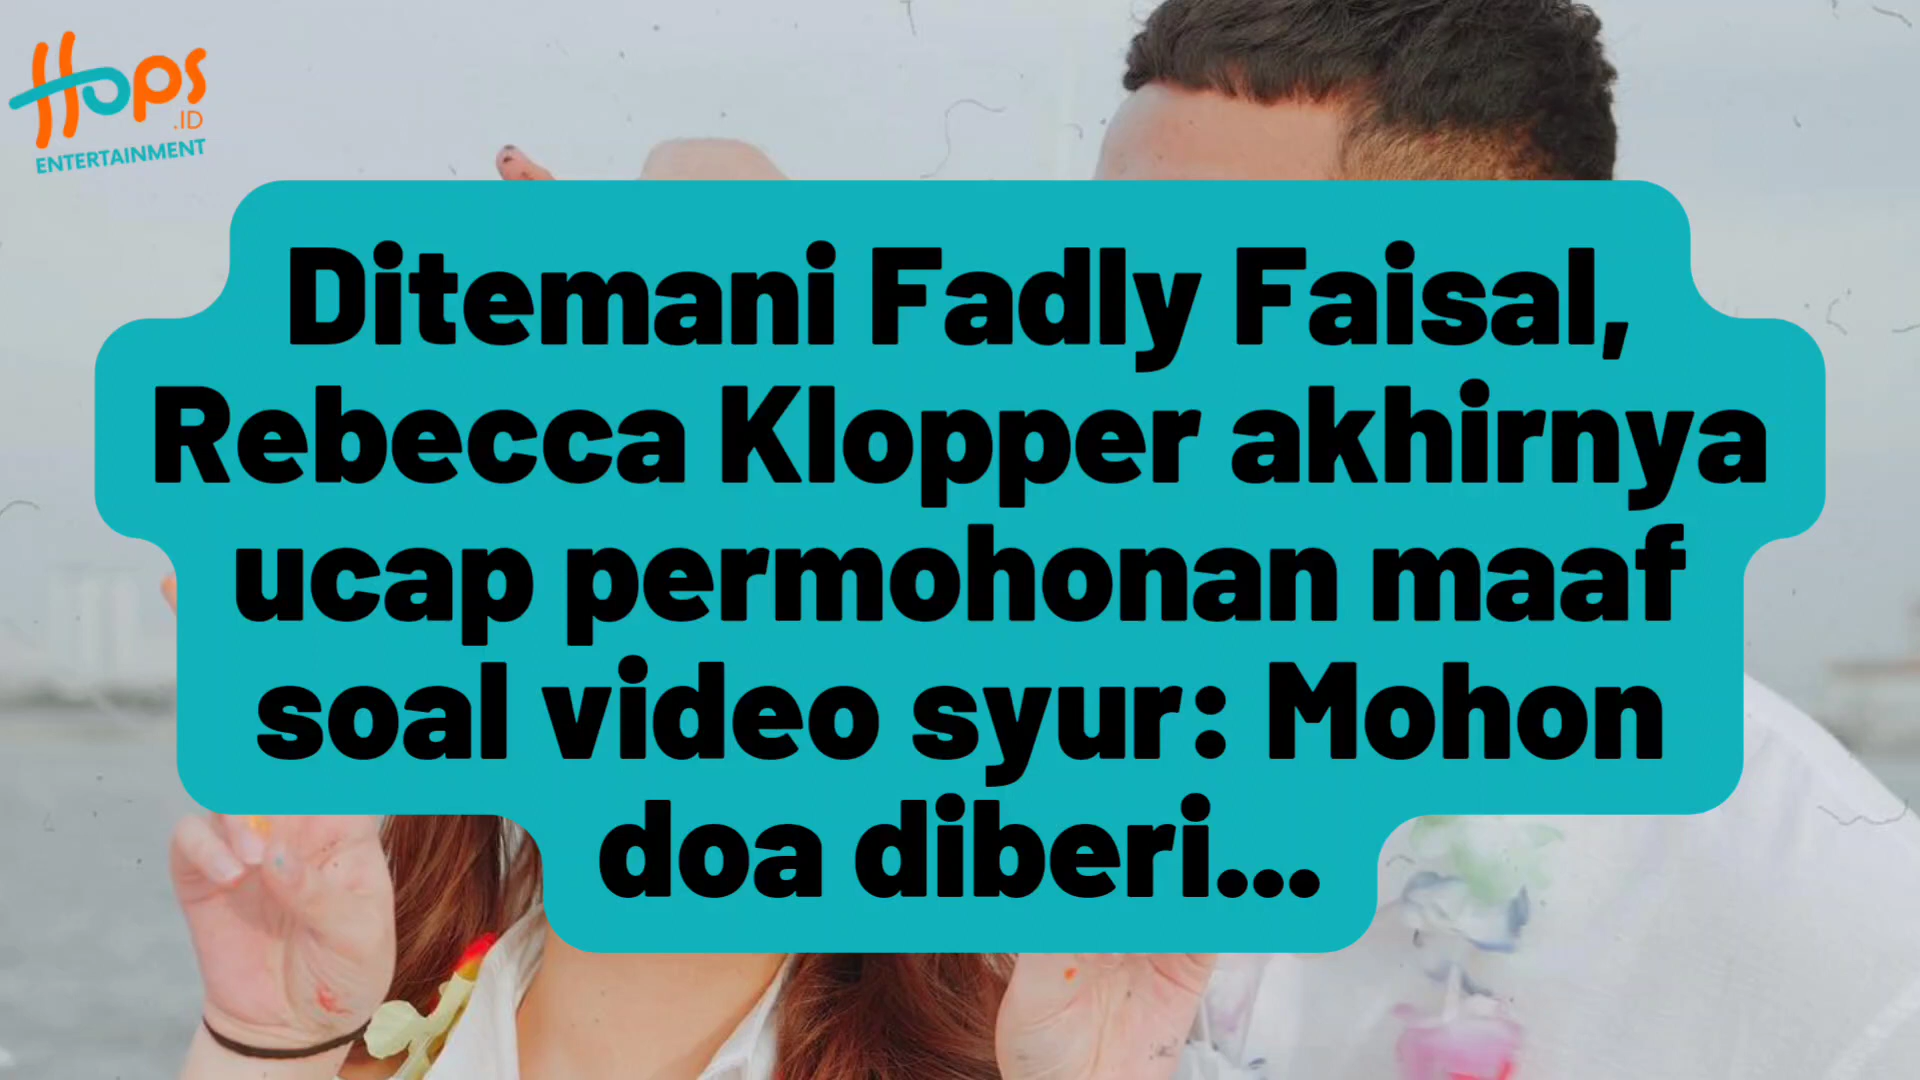 Hops
.ID
ENTERTAINMENT
Ditemani Fadly Faisal,
Rebecca Klopper akhirnya
ucap permohonan maaf
soal video syur: Mohon
doa diberi...